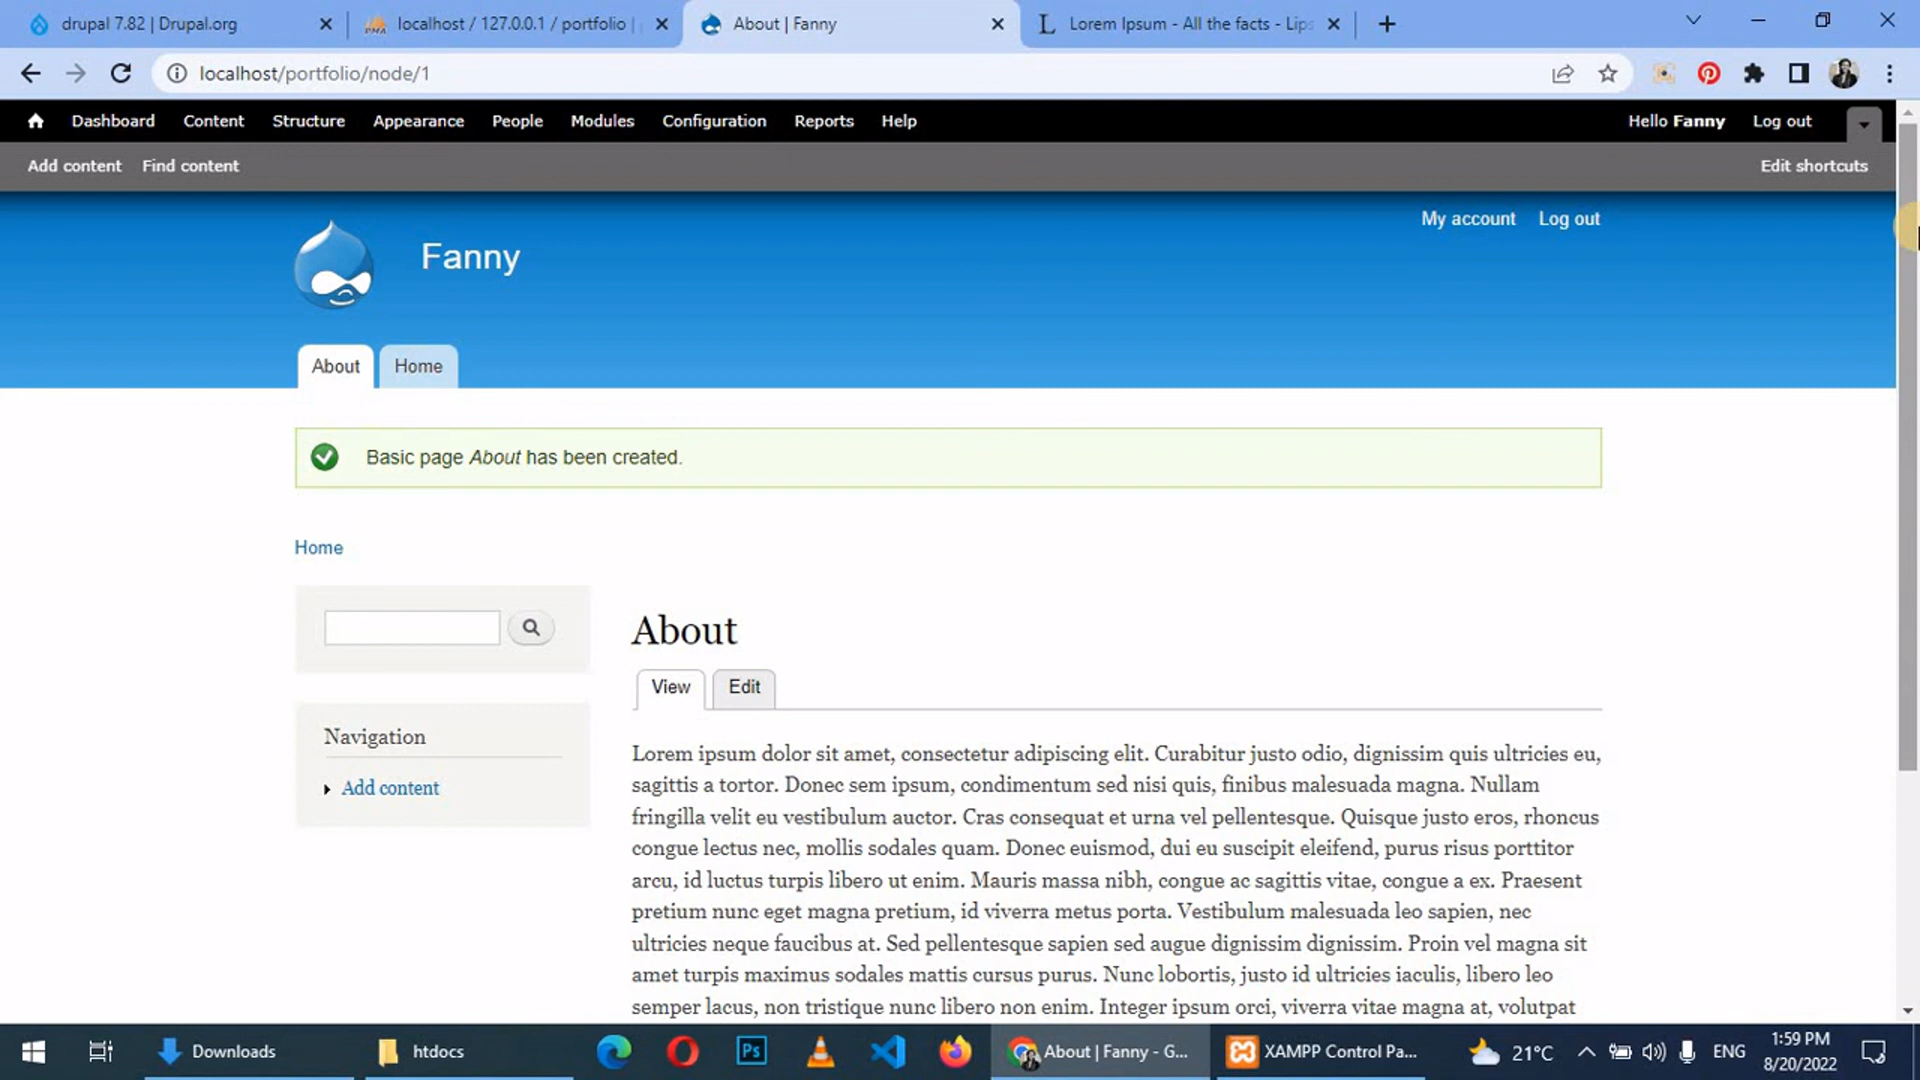 drupal 7.82 | Drupal.org
localhost / 127.0.0.1 / portfolio |
About | Fanny
Lorem Ipsum - All the facts - Lips
localhost/portfolio/node/1
Dashboard Content Structure Appearance People Modules Configuration Reports Help
Hello Fanny Log out
Add content Find content
Edit shortcuts
My account Log out
Fanny
About Home
Basic page About has been created.
Home
About
View Edit
Navigation
Add content
Lorem ipsum dolor sit amet, consectetur adipiscing elit. Curabitur justo odio, dignissim quis ultricies eu,
sagittis a tortor. Donec sem ipsum, condimentum sed nisi quis, finibus malesuada magna. Nullam
fringilla velit eu vestibulum auctor. Cras consequat et urna vel pellentesque. Quisque justo eros, rhoncus
congue lectus nec, mollis sodales quam. Donec euismod, dui eu suscipit eleifend, purus risus porttitor
arcu, id luctus turpis libero ut enim. Mauris massa nibh, congue ac sagittis vitae, congue a ex. Praesent
pretium nunc eget magna pretium, id viverra metus porta. Vestibulum malesuada leo sapien, nec
ultricies neque faucibus at. Sed pellentesque sapien sed augue dignissim dignissim. Proin vel magna sit
amet turpis maximus sodales mattis cursus purus. Nunc lobortis, justo id ultricies iaculis, libero leo
semper lacus, non tristique nunc libero non enim. Integer ipsum orci, viverra vitae magna at, volutpat
Downloads
htdocs
Ps
About | Fanny - G...
XAMPP Control Pa...
21°C
ENG
1:59 PM
8/20/2022